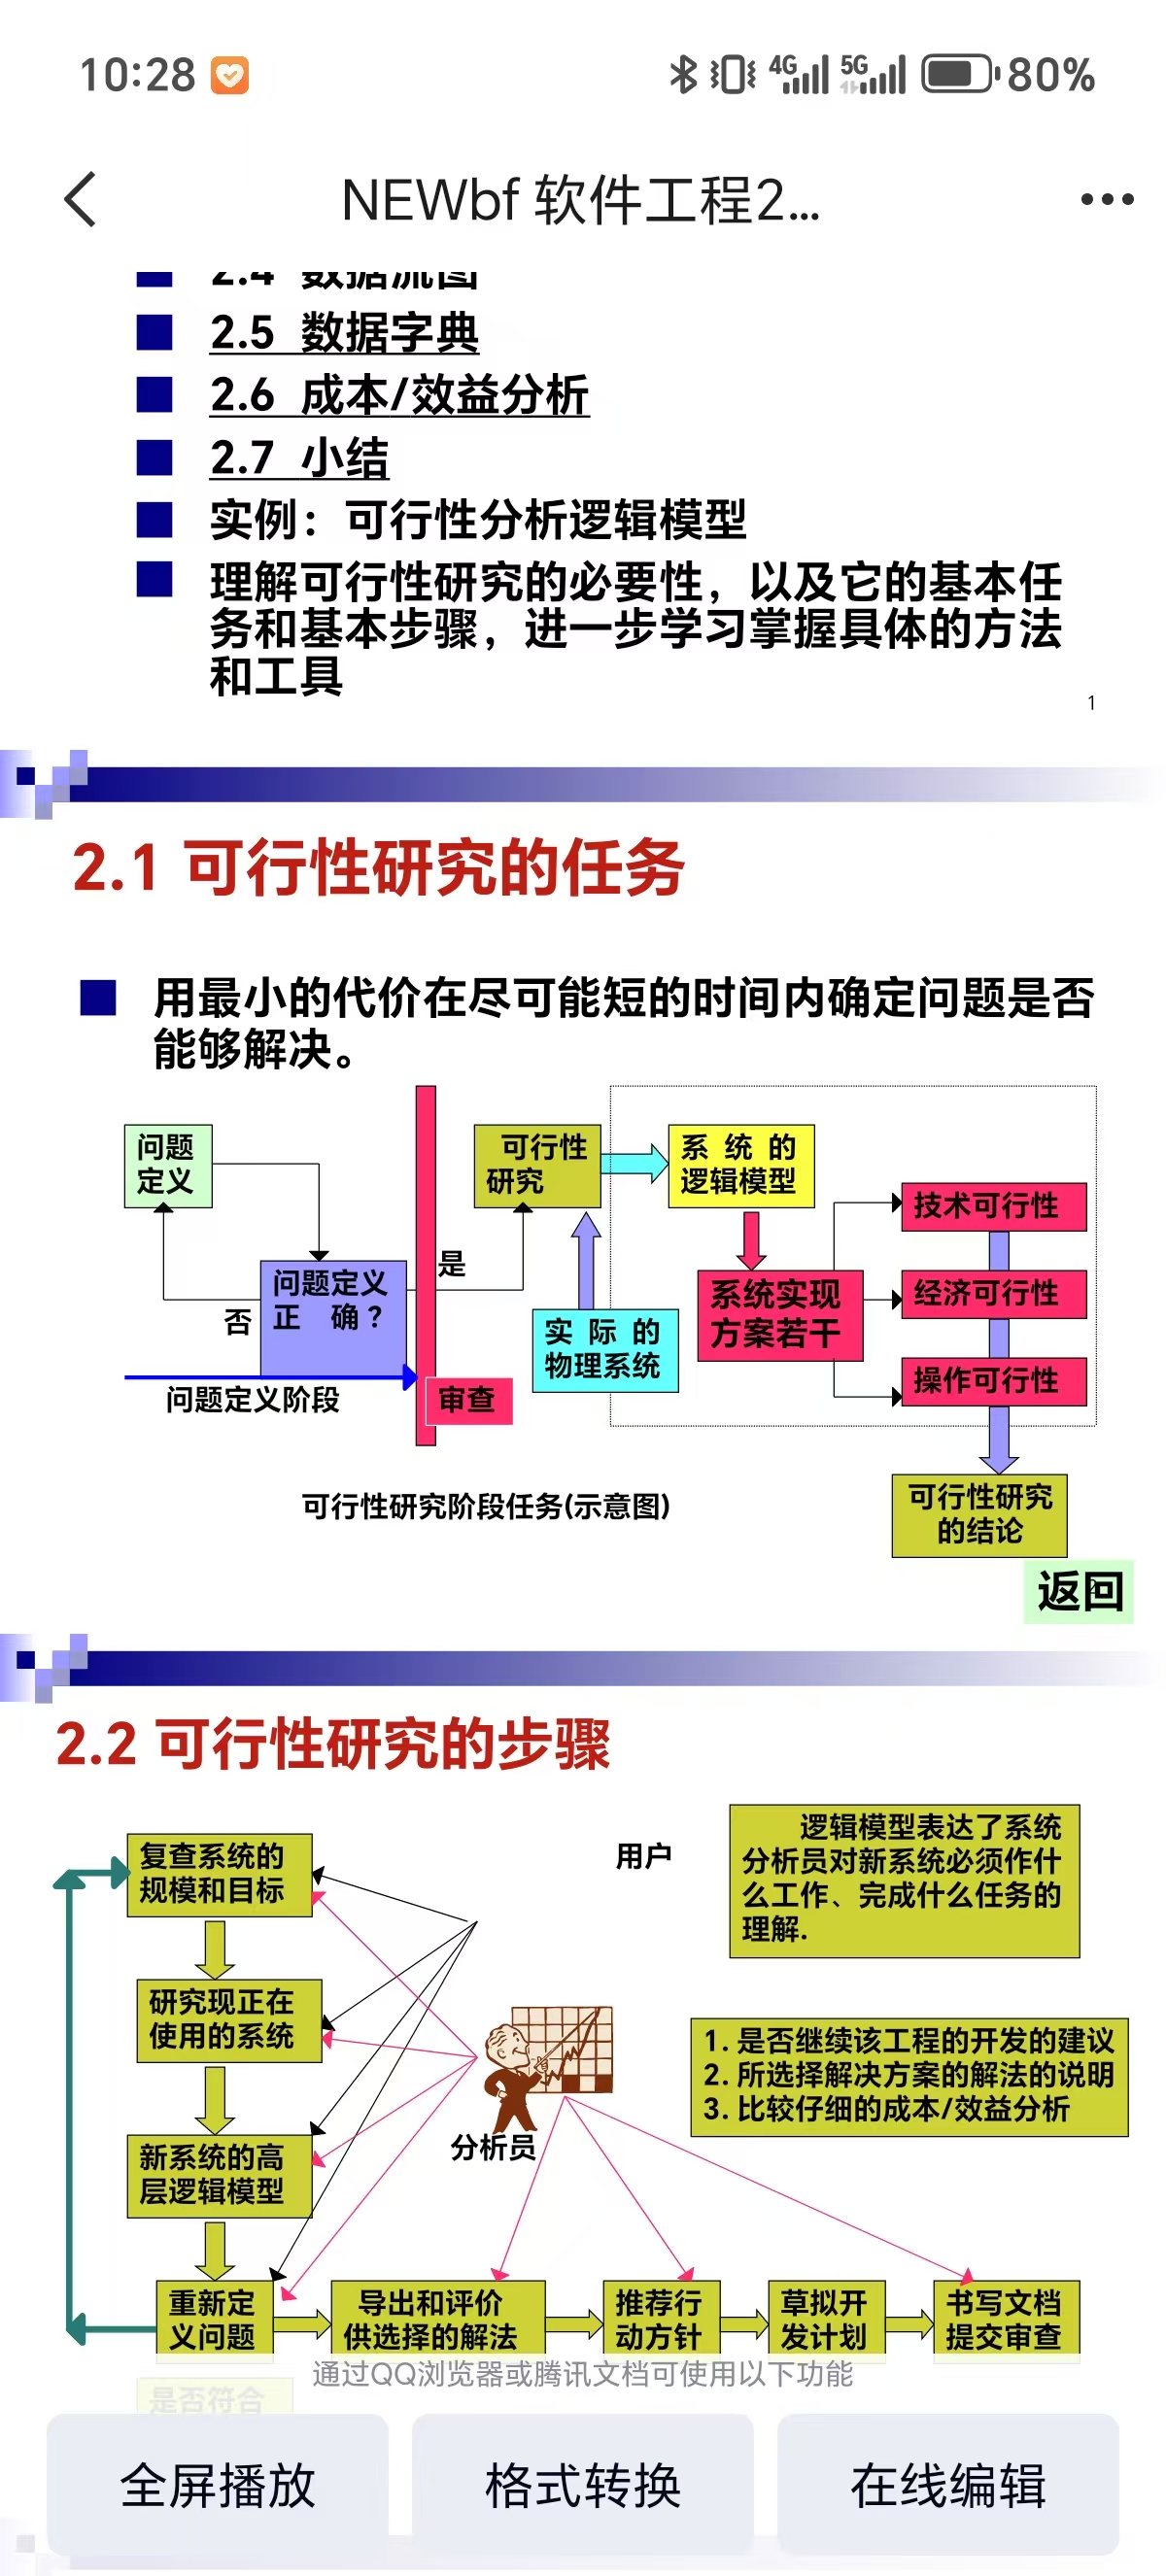 10:28
4G 5G 80%
NEWbf 软件工程2...
2.4 数据流图
2.5 数据字典
2.6 成本/效益分析
2.7 小结
实例：可行性分析逻辑模型
理解可行性研究的必要性，以及它的基本任
务和基本步骤，进一步学习掌握具体的方法
和工具
1
2.1 可行性研究的任务
用最小的代价在尽可能短的时间内确定问题是否
能够解决。
问题
定义
可行性
研究
系 统 的
逻辑模型
技术可行性
是
问题定义
正 确？
否
系统实现
方案若干
经济可行性
实 际 的
物理系统
操作可行性
问题定义阶段
审查
可行性研究阶段任务(示意图)
可行性研究
的结论
返回
2.2 可行性研究的步骤
复查系统的
规模和目标
用户
逻辑模型表达了系统
分析员对新系统必须作什
么工作、完成什么任务的
理解.
研究现正在
使用的系统
1. 是否继续该工程的开发的建议
2. 所选择解决方案的解法的说明
3. 比较仔细的成本/效益分析
分析员
新系统的高
层逻辑模型
重新定
义问题
导出和评价
供选择的解法
推荐行
动方针
草拟开
发计划
书写文档
提交审查
通过QQ浏览器或腾讯文档可使用以下功能
是否符合
全屏播放
格式转换
在线编辑